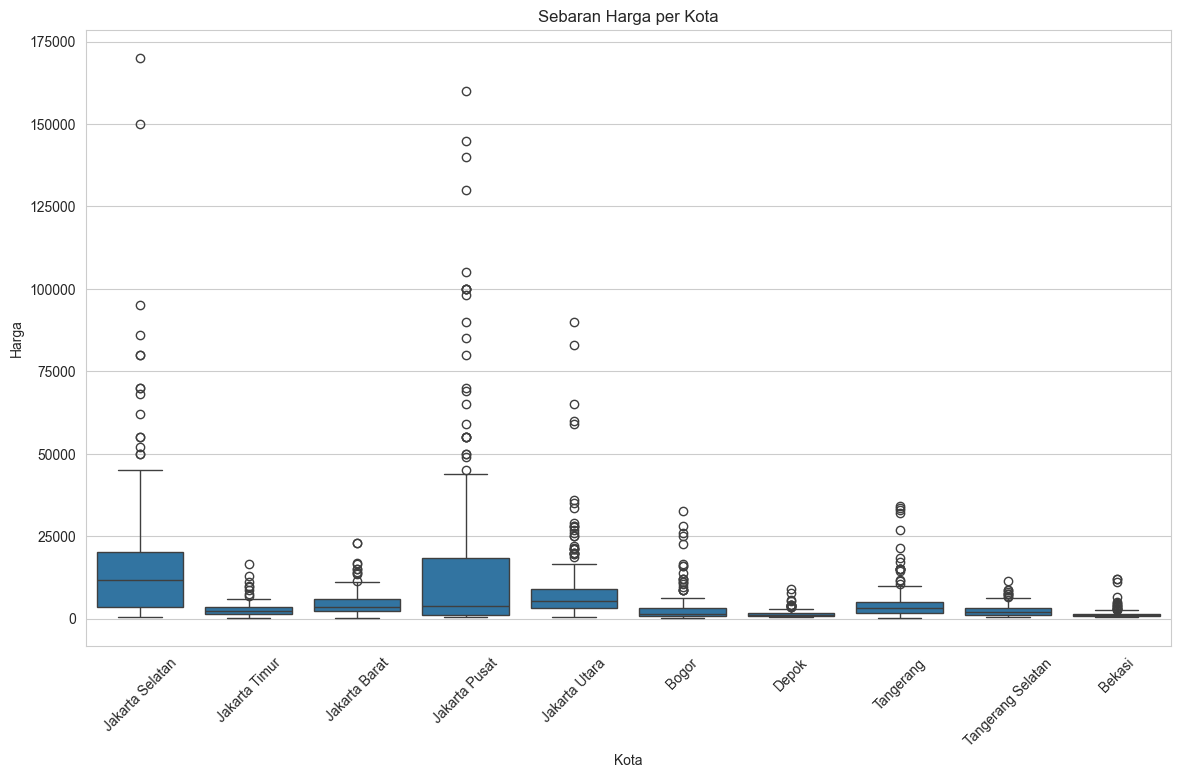 Sebaran Harga per Kota
175000
150000
125000
100000
75000
50000
25000
0
Harga
Jakarta Selatan
Jakarta Timur
Jakarta Barat
Jakarta Pusat
Jakarta Utara
Bogor
Depok
Tangerang
Tangerang Selatan
Bekasi
Kota